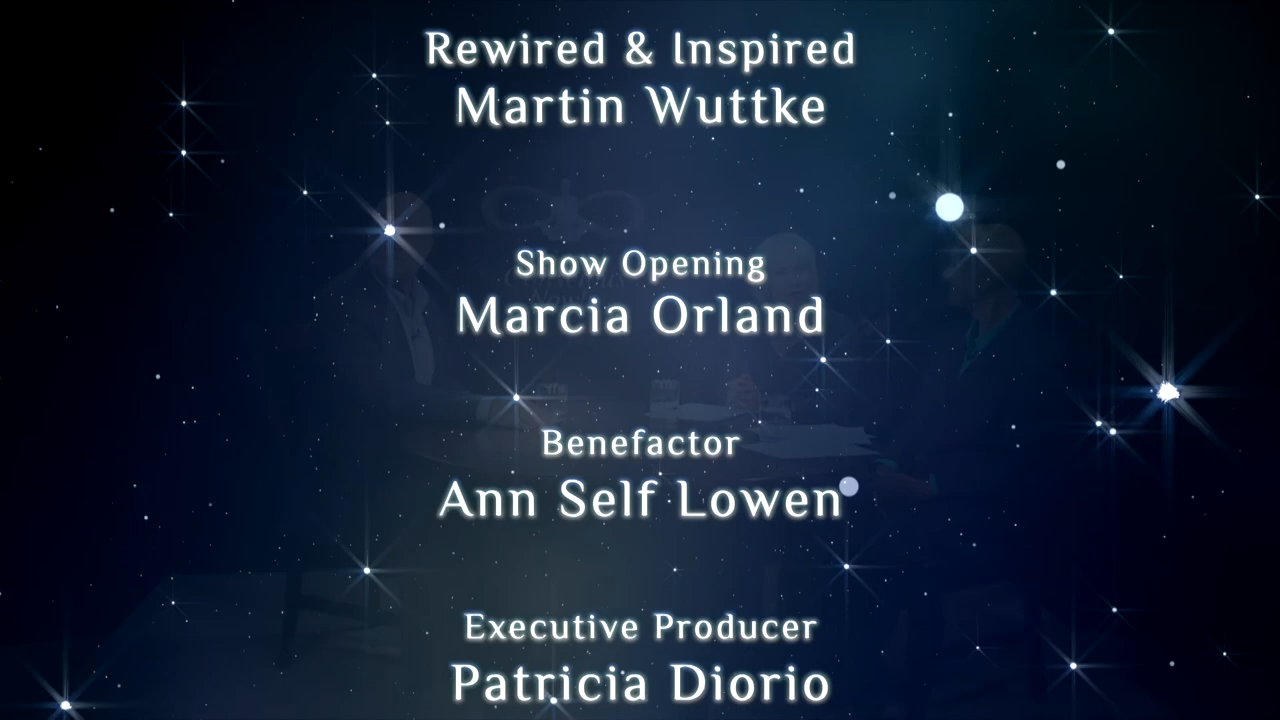 Rewired & Inspired
Martin Wuttke
Show Opening
Marcia Orland
Benefactor
Ann Self Lowen
Executive Producer
Patricia Diorio